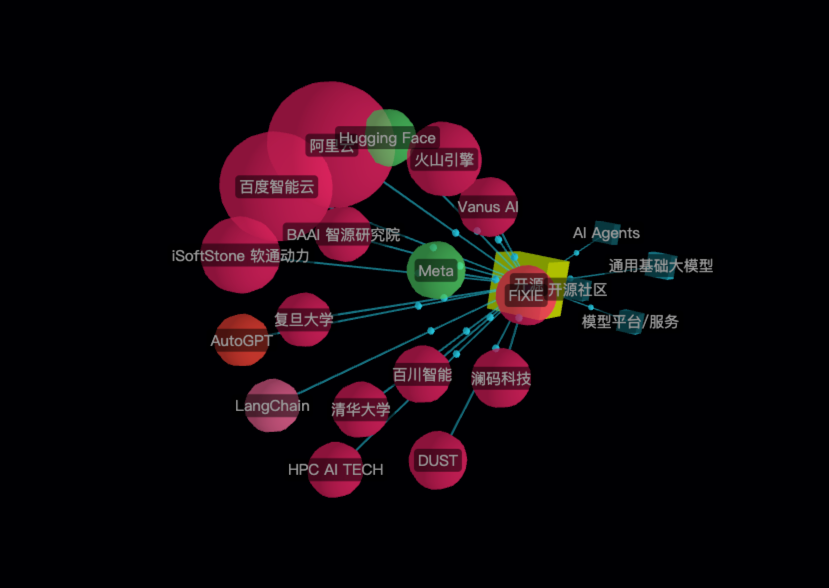 Hugging Face
阿里云
火山引擎
百度智能云
Vanus AI
BAAI 智源研究院
AI Agents
iSoftStone 软通动力
Meta
通用基础大模型
开源
开源社区
FIXIE
复旦大学
模型平台/服务
AutoGPT
百川智能
澜码科技
LangChain
清华大学
DUST
HPC AI TECH